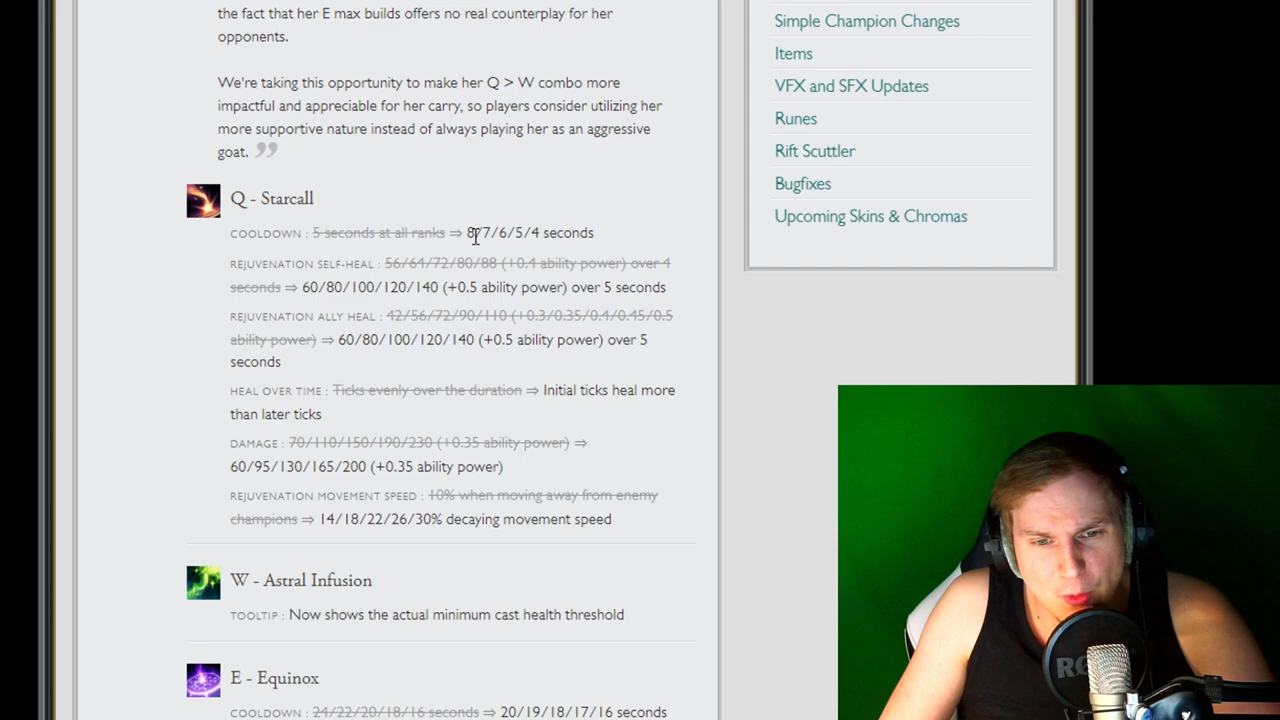 the fact that her E max builds offers no real counterplay for her
opponents.
We're taking this opportunity to make her Q > W combo more
impactful and appreciable for her carry, so players consider utilizing her
more supportive nature instead of always playing her as an aggressive
goat. ”
Q - Starcall
COOLDOWN : 5 seconds at all ranks ⇒ 8/7/6/5/4 seconds
REJUVENATION SELF-HEAL : 56/64/72/80/88 (+0.4 ability power) over 4
seconds ⇒ 60/80/100/120/140 (+0.5 ability power) over 5 seconds
REJUVENATION ALLY HEAL : 42/56/72/90/110 (+0.3/0.35/0.4/0.45/0.5
ability power) ⇒ 60/80/100/120/140 (+0.5 ability power) over 5
seconds
HEAL OVER TIME : Ticks evenly over the duration ⇒ Initial ticks heal more
than later ticks
DAMAGE : 70/110/150/190/230 (+0.35 ability power) ⇒
60/95/130/165/200 (+0.35 ability power)
REJUVENATION MOVEMENT SPEED : 10% when moving away from enemy
champions ⇒ 14/18/22/26/30% decaying movement speed
W - Astral Infusion
TOOLTIP : Now shows the actual minimum cast health threshold
E - Equinox
COOLDOWN : 24/22/20/18/16 seconds ⇒ 20/19/18/17/16 seconds
Simple Champion Changes
Items
VFX and SFX Updates
Runes
Rift Scuttler
Bugfixes
Upcoming Skins & Chromas